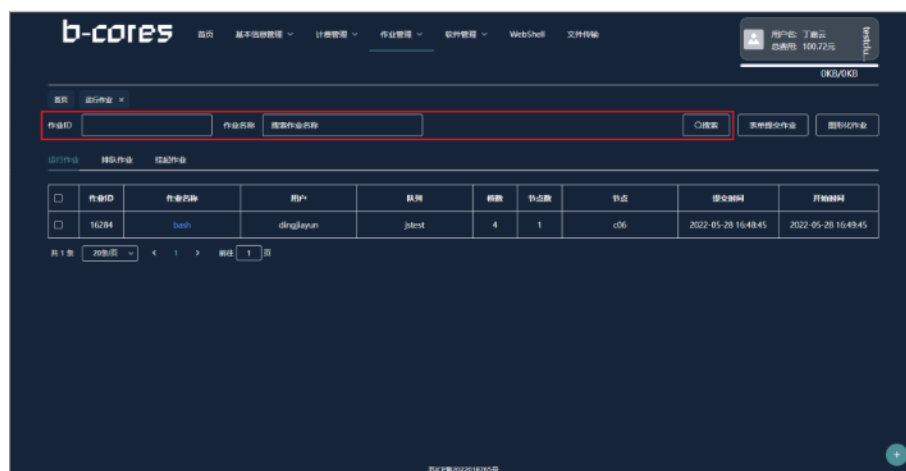 b-cores 首页 基本信息管理 计费管理 作业管理 软件管理 WebShell 文件传输
用户名: 丁嘉云
总费用: 100.72元
testclu...
0KB/0KB
首页 运行作业 ×
作业ID 作业名称 搜索作业名称 搜索 表单提交作业 图形化作业
运行作业 排队作业 挂起作业
作业ID 作业名称 用户 队列 核数 节点数 节点 提交时间 开始时间
16284 bash dingjiayun jstest 4 1 c06 2022-05-28 16:48:45 2022-05-28 16:49:45
共 1 条 20条/页 < 1 > 前往 1 页
+